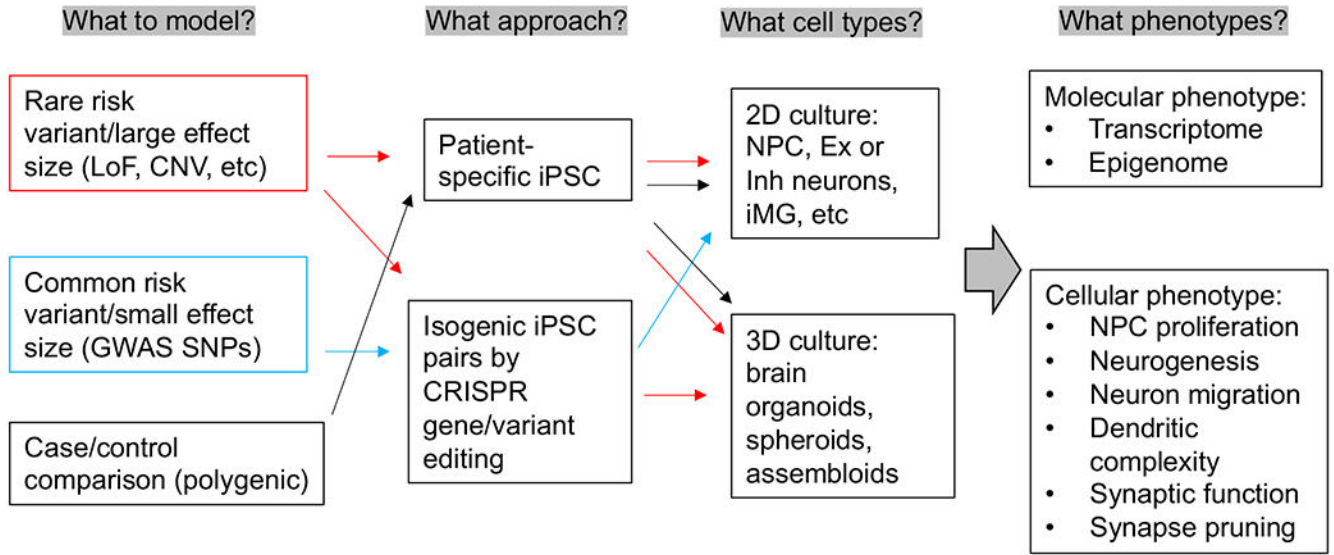 What to model?
What approach?
What cell types?
What phenotypes?
Rare risk
variant/large effect
size (LoF, CNV, etc)
Common risk
variant/small effect
size (GWAS SNPs)
Case/control
comparison (polygenic)
Patient-
specific iPSC
Isogenic iPSC
pairs by
CRISPR
gene/variant
editing
2D culture:
NPC, Ex or
Inh neurons,
iMG, etc
3D culture:
brain
organoids,
spheroids,
assembloids
Molecular phenotype:
• Transcriptome
• Epigenome
Cellular phenotype:
• NPC proliferation
• Neurogenesis
• Neuron migration
• Dendritic
complexity
• Synaptic function
• Synapse pruning